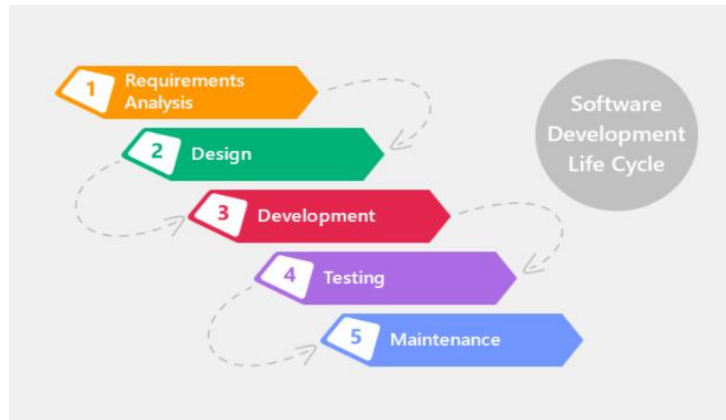 1
Requirements
Analysis
2
Design
3
Development
4
Testing
5
Maintenance
Software
Development
Life Cycle